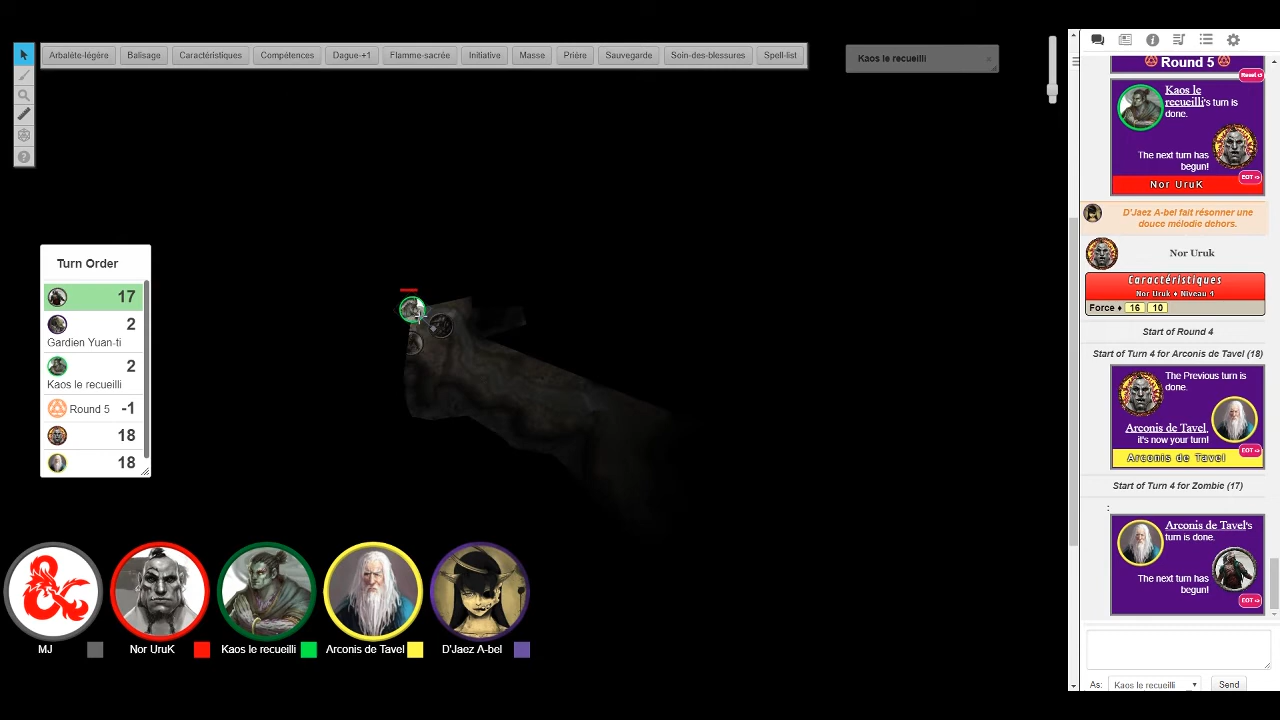 Arbalète-légère
Balisage
Caractéristiques
Compétences
Dague-+1
Flamme-sacrée
Initiative
Masse
Prière
Sauvegarde
Soin-des-blessures
Spell-list
Kaos le recueilli
Turn Order
17
2
Gardien Yuan-ti
2
Kaos le recueilli
Round 5 -1
18
18
MJ
Nor UruK
Kaos le recueilli
Arconis de Tavel
D'Jaez A-bel
Round 5
Kaos le
recueilli's turn is
done.
The next turn has
begun!
EOT
Nor UruK
D'Jaez A-bel fait résonner une
douce mélodie dehors.
Nor Uruk
Caractéristiques
Nor Uruk ♦ Niveau 4
Force ♦ 16 10
Start of Round 4
Start of Turn 4 for Arconis de Tavel (18)
The Previous turn is
done.
Arconis de Tavel,
it's now your turn!
EOT
Arconis de Tavel
Start of Turn 4 for Zombie (17)
:
Arconis de Tavel's
turn is done.
The next turn has
begun!
EOT
As: Kaos le recueilli
Send